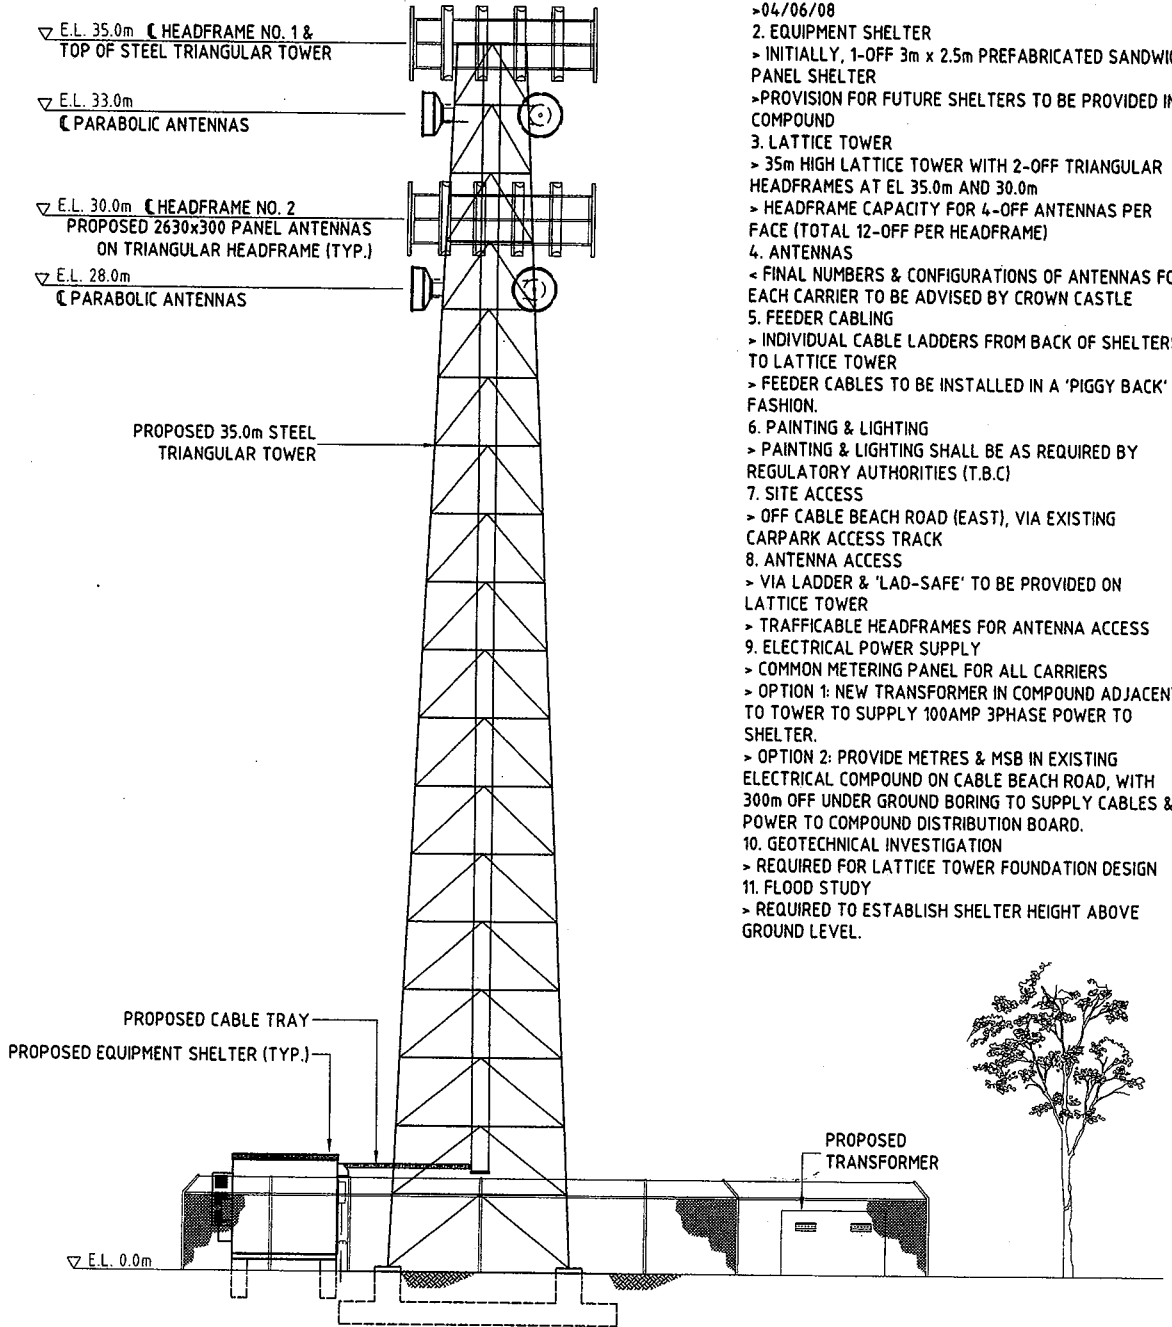 E.L. 35.0m ℄ HEADFRAME NO. 1 &
TOP OF STEEL TRIANGULAR TOWER
E.L. 33.0m
℄ PARABOLIC ANTENNAS
E.L. 30.0m ℄ HEADFRAME NO. 2
PROPOSED 2630x300 PANEL ANTENNAS
ON TRIANGULAR HEADFRAME (TYP.)
E.L. 28.0m
℄ PARABOLIC ANTENNAS
PROPOSED 35.0m STEEL
TRIANGULAR TOWER
PROPOSED CABLE TRAY
PROPOSED EQUIPMENT SHELTER (TYP.)
E.L. 0.0m
PROPOSED
TRANSFORMER
>04/06/08
2. EQUIPMENT SHELTER
> INITIALLY, 1-OFF 3m x 2.5m PREFABRICATED
PANEL SHELTER
>PROVISION FOR FUTURE SHELTERS TO BE PROVIDED
COMPOUND
3. LATTICE TOWER
> 35m HIGH LATTICE TOWER WITH 2-OFF TRIANGULAR
HEADFRAMES AT EL 35.0m AND 30.0m
> HEADFRAME CAPACITY FOR 4-OFF ANTENNAS PER
FACE (TOTAL 12-OFF PER HEADFRAME)
4. ANTENNAS
< FINAL NUMBERS & CONFIGURATIONS OF ANTENNAS
EACH CARRIER TO BE ADVISED BY CROWN CASTLE
5. FEEDER CABLING
> INDIVIDUAL CABLE LADDERS FROM BACK OF
TO LATTICE TOWER
> FEEDER CABLES TO BE INSTALLED IN A 'PIGGY BACK'
FASHION.
6. PAINTING & LIGHTING
> PAINTING & LIGHTING SHALL BE AS REQUIRED BY
REGULATORY AUTHORITIES (T.B.C)
7. SITE ACCESS
> OFF CABLE BEACH ROAD (EAST), VIA EXISTING
CARPARK ACCESS TRACK
8. ANTENNA ACCESS
> VIA LADDER & 'LAD-SAFE' TO BE PROVIDED ON
LATTICE TOWER
> TRAFFICABLE HEADFRAMES FOR ANTENNA ACCESS
9. ELECTRICAL POWER SUPPLY
> COMMON METERING PANEL FOR ALL CARRIERS
> OPTION 1: NEW TRANSFORMER IN COMPOUND
TO TOWER TO SUPPLY 100AMP 3PHASE POWER TO
SHELTER.
> OPTION 2: PROVIDE METRES & MSB IN EXISTING
ELECTRICAL COMPOUND ON CABLE BEACH ROAD, WITH
300m OFF UNDER GROUND BORING TO SUPPLY CABLES &
POWER TO COMPOUND DISTRIBUTION BOARD.
10. GEOTECHNICAL INVESTIGATION
> REQUIRED FOR LATTICE TOWER FOUNDATION DESIGN
11. FLOOD STUDY
> REQUIRED TO ESTABLISH SHELTER HEIGHT ABOVE
GROUND LEVEL.